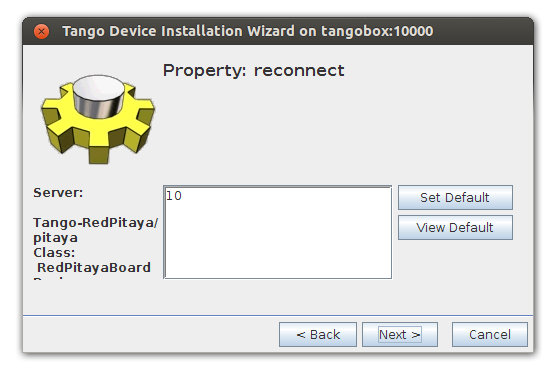 Tango Device Installation Wizard on tangobox:10000
Property: reconnect
Server:
Tango-RedPitaya/
pitaya
Class:
RedPitayaBoard
10
Set Default
View Default
< Back
Next >
Cancel